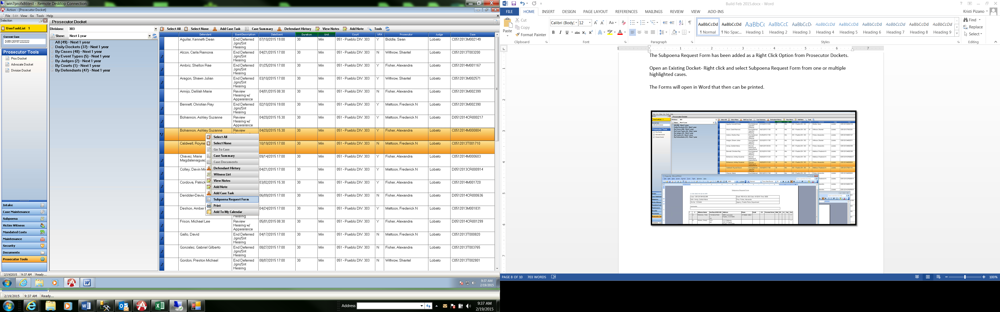 win7profx86test - Remote Desktop Connection
Action - [Prosecutor Docket]
File Edit View Go Tools Help
Selection
UserTaskList 1
Current Case
D0512015T222222
Prosecutor Tools
Pros Docket
Advocate Docket
Division Docket
Intake
Case Maintenance
Subpoena
Victim Witness
Mandated Costs
Maintenance
Security
Documents
Prosecutor Tools
Prosecutor Docket
Divisions: 303
Show: Next 1 year
All (49) - Next 1 year
Daily Dockets (37) - Next 1 year
By Cases (48) - Next 1 year
By Event Types (5) - Next 1 year
By Judges (2) - Next 1 year
By Courts (1) - Next 1 year
By Defendants (47) - Next 1 year
Select All Select None Add Case Task Case Summary Defendant History View Notes Add Note Tools
Defendant EventDescription DateEvent Duration Unit Court VRA Prosecutor Judge Case
Aguilar, Kenneth Dean End Deferred 07/10/2015 19:00 30 Min 051 - Pueblo DIV: 303 Y Biddle, Sean Lobato C0512013M002149
Jgm/Snt
Hearing
Alcon, Carla Ramona End Deferred 04/21/2015 17:00 30 Min 051 - Pueblo DIV: 303 N Withrow, Shantel Lobato C0512013T003200
Jgm/Snt
Hearing
Ambriz, Shellon Rae End Deferred 01/25/2016 17:00 30 Min 051 - Pueblo DIV: 303 Y Fisher, Alexandra Lobato C0512014M001167
Jgm/Snt
Hearing
Aragon, Shawn Julian End Deferred 03/10/2015 17:00 30 Min 051 - Pueblo DIV: 303 Y Withrow, Shantel Lobato C0512013M002571
Jgm/Snt
Hearing
Armijo, Delilah Marie Review 04/01/2015 08:30 30 Min 051 - Pueblo DIV: 303 N Fisher, Alexandra Lobato C0512013M002399
Hearing w/
Appearance
Bennett, Christian Ray End Deferred 02/10/2016 19:00 30 Min 051 - Pueblo DIV: 303 Y Mattoon, Frederick N Lobato C0512013M002390
Jgm/Snt
Hearing
Bohannon, Ashley Suzanne Review 04/20/2015 15:30 30 Min 051 - Pueblo DIV: 303 Y Mattoon, Frederick N Lobato D0512014CR000217
Hearing w/
Appearance
Bohannon, Ashley Suzanne Review 04/20/2015 15:30 30 Min 051 - Pueblo DIV: 303 Y Fisher, Alexandra Lobato C0512014M000804
Caldwell, Royne 10/19/2015 17:00 30 Min 051 - Pueblo DIV: 303 N Mattoon, Frederick N Lobato C0512013T001710
Chavez, Marie 09/14/2015 17:00 30 Min 051 - Pueblo DIV: 303 Y Fisher, Alexandra Lobato C0512014M000603
Magdalenaguad
Colley, Devin Mi 04/21/2015 17:00 30 Min 051 - Pueblo DIV: 303 Y Mattoon, Frederick N Lobato D0512013CR000914
Cordova, Patrick 03/02/2015 15:30 30 Min 051 - Pueblo DIV: 303 Y Fisher, Alexandra Lobato C0512014M001720
Deridder-Davis, 06/09/2015 17:00 30 Min 051 - Pueblo DIV: 303 N Fisher, Alexandra Lobato D0512014CR000636
Deshon, Amber 04/24/2015 17:00 30 Min 051 - Pueblo DIV: 303 Y Mattoon, Frederick N Lobato C0512013M001831
Hearing
Frison, Michael Lee Review 05/01/2015 08:30 30 Min 051 - Pueblo DIV: 303 Y Fisher, Alexandra Lobato D0512014CR001299
Hearing w/
Appearance
Gallo, David End Deferred 04/17/2015 17:00 30 Min 051 - Pueblo DIV: 303 N Mattoon, Frederick N Lobato C0512013T000820
Jgm/Snt
Hearing
Gonzalez, Gabriel Gilberto End Deferred 08/27/2015 17:00 30 Min 051 - Pueblo DIV: 303 N Fisher, Alexandra Lobato C0512013T003765
Jgm/Snt
Hearing
Gordon, Preston Michael End Deferred 08/07/2015 17:00 30 Min 051 - Pueblo DIV: 303 N Withrow, Shantel Lobato C0512013T002801
Jgm/Snt
Hearing
Select All
Select None
Go To Case
Case Summary
Case Documents
Defendant History
Witness List
View Notes
Add Note
Add Case Task
Subpoena Request Form
Print
Add To My Calendar
2/19/2015 9:37 AM Ready...
9:37 AM
2/19/2015
2/19/2015 9:37 AM Ready...
Address
9:37 AM
2/19/2015
Build Feb 2015.docx - Word
FILE HOME INSERT DESIGN PAGE LAYOUT REFERENCES MAILINGS REVIEW VIEW ADD-INS Kristi Pizano
Paste
Cut
Copy
Format Painter
Calibri (Body) 12
AaBbCcDd AaBbCcDd AaBbCc AaBbCcE AaBbCcD AaBbCcDd AaBbCcDd AaBbCcDd AaBbCcDd AaBbCcDd AaBbCcDd
¶ Normal ¶ No Spac... Heading 1 Heading 2 Heading 3 Heading 4 Heading 5 Heading 6 Heading 7 Heading 8 Heading 9
Find
Replace
Select
Clipboard Font Paragraph Styles Editing
The Subpoena Request Form has been added as a Right Click Option from Prosecutor Dockets.
Open an Existing Docket- Right click and select Subpoena Request Form from one or multiple
highlighted cases.
The Forms will open in Word that then can be printed.
PAGE 8 OF 10 703 WORDS
100%